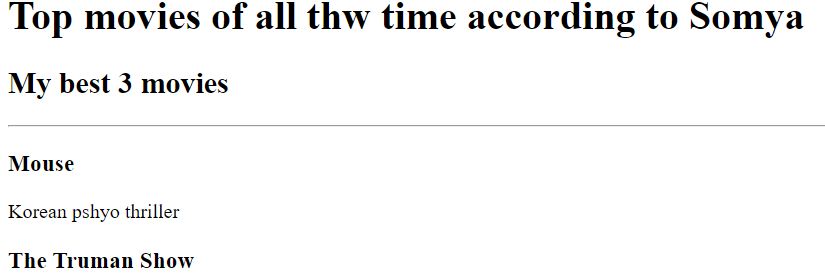 Top movies of all thw time according to Somya
My best 3 movies
Mouse
Korean pshyo thriller
The Truman Show